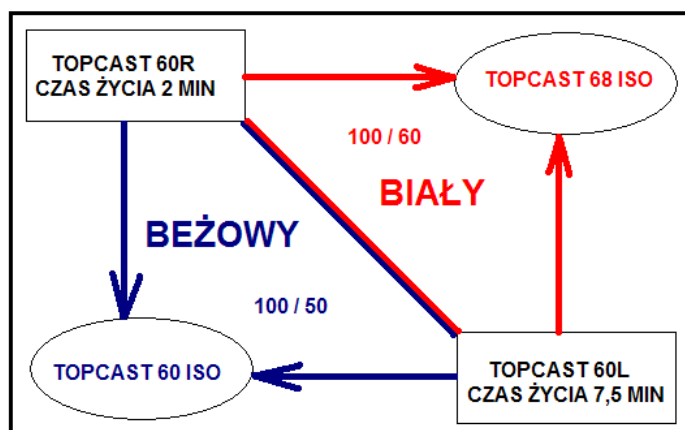 TOPCAST 60R
CZAS ŻYCIA 2 MIN
TOPCAST 68 ISO
100 / 60
BIAŁY
BEŻOWY
100 / 50
TOPCAST 60 ISO
TOPCAST 60L
CZAS ŻYCIA 7,5 MIN